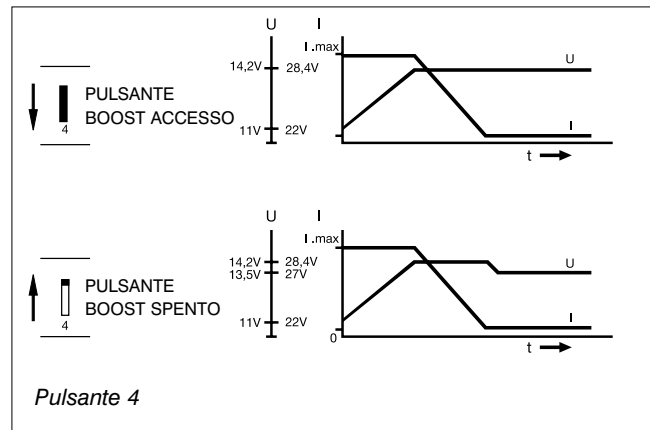 U I
I.max
14,2V 28,4V
U
PULSANTE
BOOST ACCESSO
4
11V 22V
I
t
U I
I.max
14,2V 28,4V
13,5V 27V
U
PULSANTE
BOOST SPENTO
4
11V 22V
I
0
t
Pulsante 4